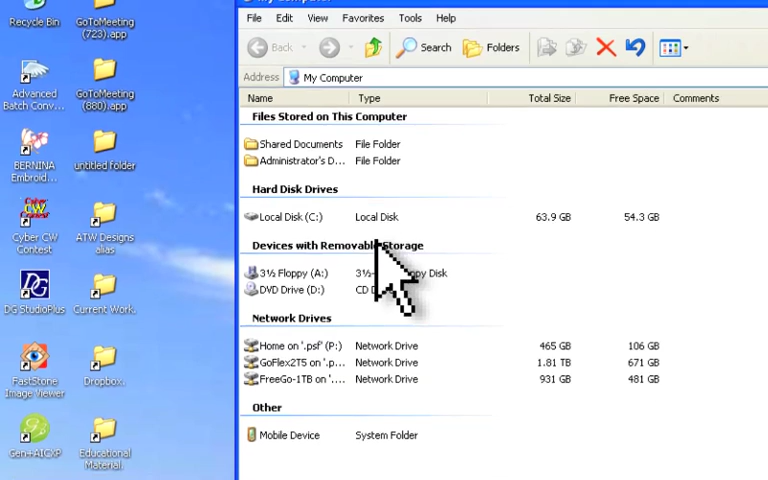 Recycle Bin
GoToMeeting
(723).app
Advanced
Batch Conv...
GoToMeeting
(880).app
BERNINA
Embroid...
untitled folder
Cyber CW
Contest
ATW Designs
alias
DG StudioPlus
Current Work.
FastStone
Image Viewer
Dropbox.
Gen+AICXP
Educational
Material.
File Edit View Favorites Tools Help
Back Search Folders
Address My Computer
Name Type Total Size Free Space Comments
Files Stored on This Computer
Shared Documents File Folder
Administrator's D... File Folder
Hard Disk Drives
Local Disk (C:) Local Disk 63.9 GB 54.3 GB
Devices with Removable Storage
3½ Floppy (A:) Disk
DVD Drive (D:) CD
Network Drives
Home on '.psf' (P:) Network Drive 465 GB 106 GB
GoFlex2T5 on '.p... Network Drive 1.81 TB 671 GB
FreeGo-1TB on '.... Network Drive 931 GB 481 GB
Other
Mobile Device System Folder